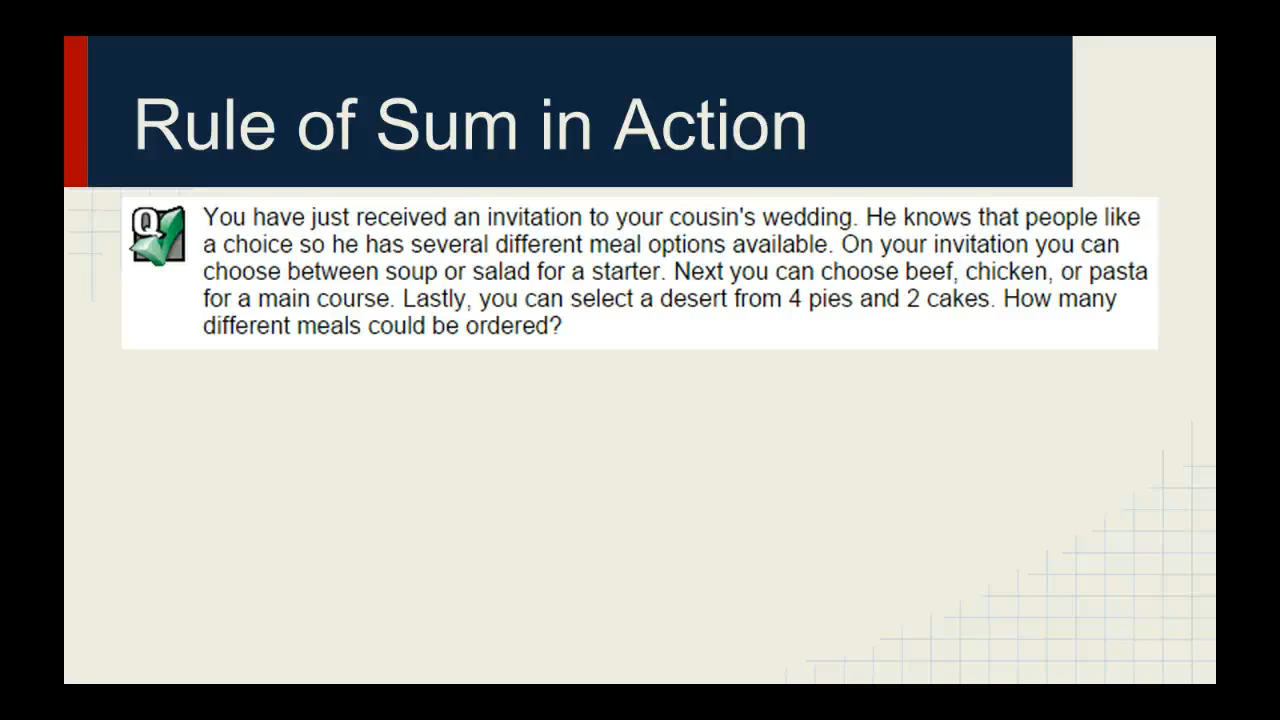 Rule of Sum in Action
Q
You have just received an invitation to your cousin's wedding. He knows that people like
a choice so he has several different meal options available. On your invitation you can
choose between soup or salad for a starter. Next you can choose beef, chicken, or pasta
for a main course. Lastly, you can select a desert from 4 pies and 2 cakes. How many
different meals could be ordered?